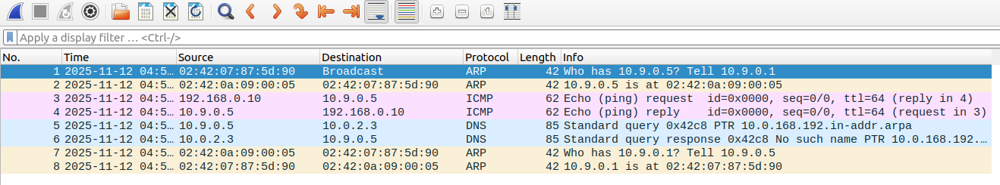 Apply a display filter … <Ctrl-/>
No. Time Source Destination Protocol Length Info
1 2025-11-12 04:5… 02:42:07:87:5d:90 Broadcast ARP 42 Who has 10.9.0.5? Tell 10.9.0.1
2 2025-11-12 04:5… 02:42:0a:09:00:05 02:42:07:87:5d:90 ARP 42 10.9.0.5 is at 02:42:0a:09:00:05
3 2025-11-12 04:5… 192.168.0.10 10.9.0.5 ICMP 62 Echo (ping) request id=0x0000, seq=0/0, ttl=64 (reply in 4)
4 2025-11-12 04:5… 10.9.0.5 192.168.0.10 ICMP 62 Echo (ping) reply id=0x0000, seq=0/0, ttl=64 (request in 3)
5 2025-11-12 04:5… 10.9.0.5 10.0.2.3 DNS 85 Standard query 0x42c8 PTR 10.0.168.192.in-addr.arpa
6 2025-11-12 04:5… 10.0.2.3 10.9.0.5 DNS 85 Standard query response 0x42c8 No such name PTR 10.0.168.192.…
7 2025-11-12 04:5… 02:42:0a:09:00:05 02:42:07:87:5d:90 ARP 42 Who has 10.9.0.1? Tell 10.9.0.5
8 2025-11-12 04:5… 02:42:07:87:5d:90 02:42:0a:09:00:05 ARP 42 10.9.0.1 is at 02:42:07:87:5d:90